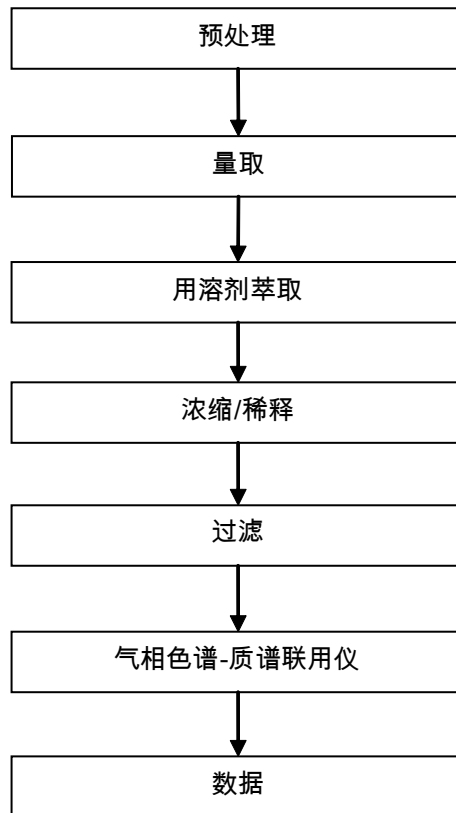 预处理
量取
用溶剂萃取
浓缩/稀释
过滤
气相色谱-质谱联用仪
数据